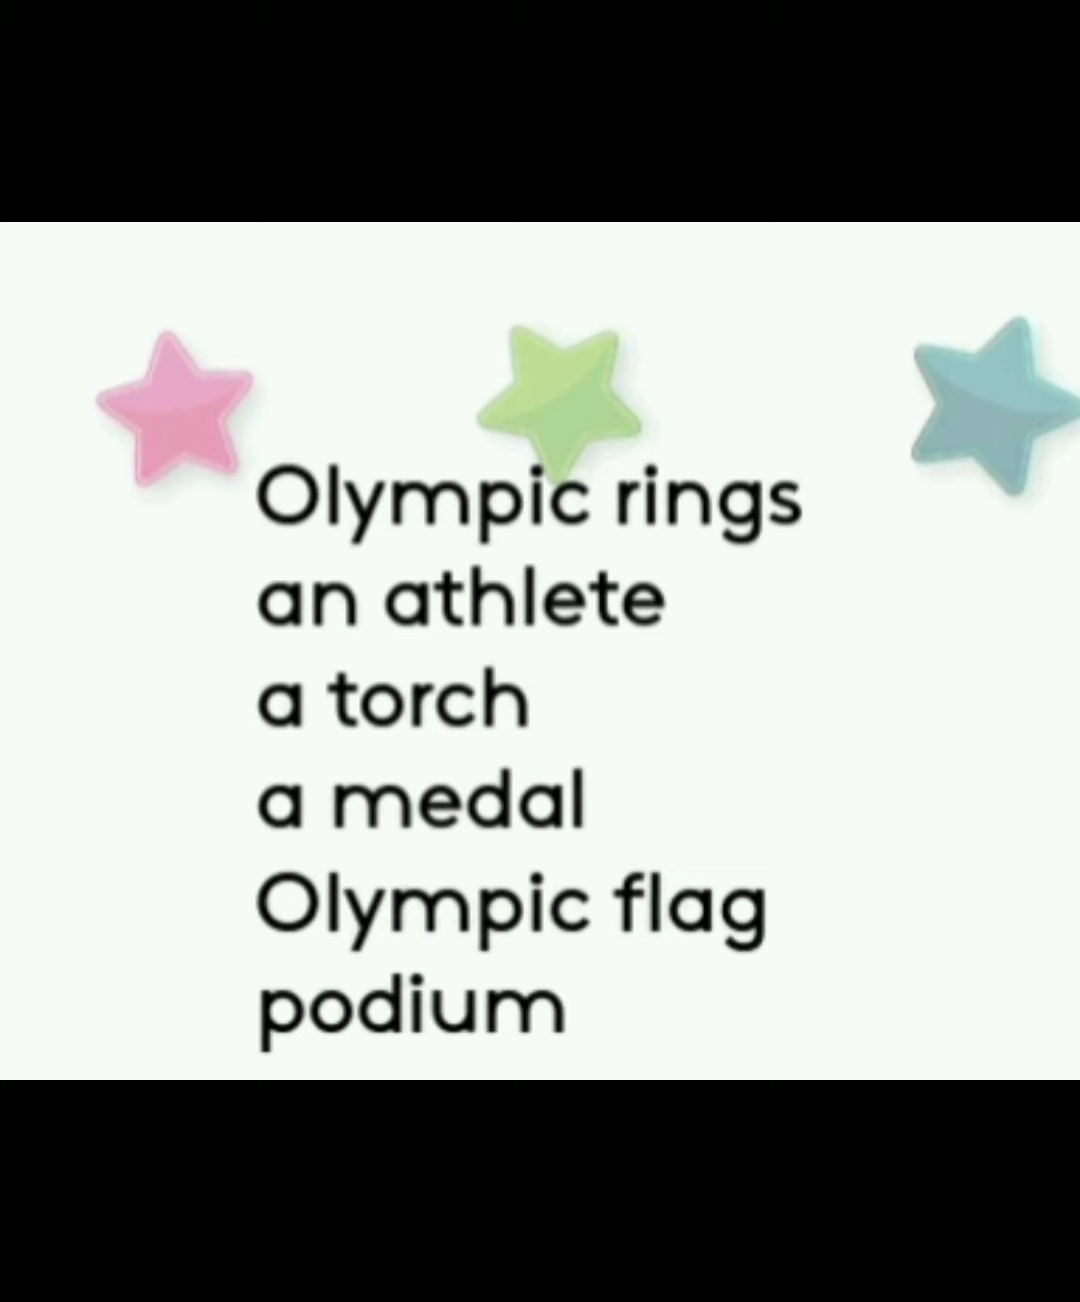 Olympic rings
an athlete
a torch
a medal
Olympic flag
podium